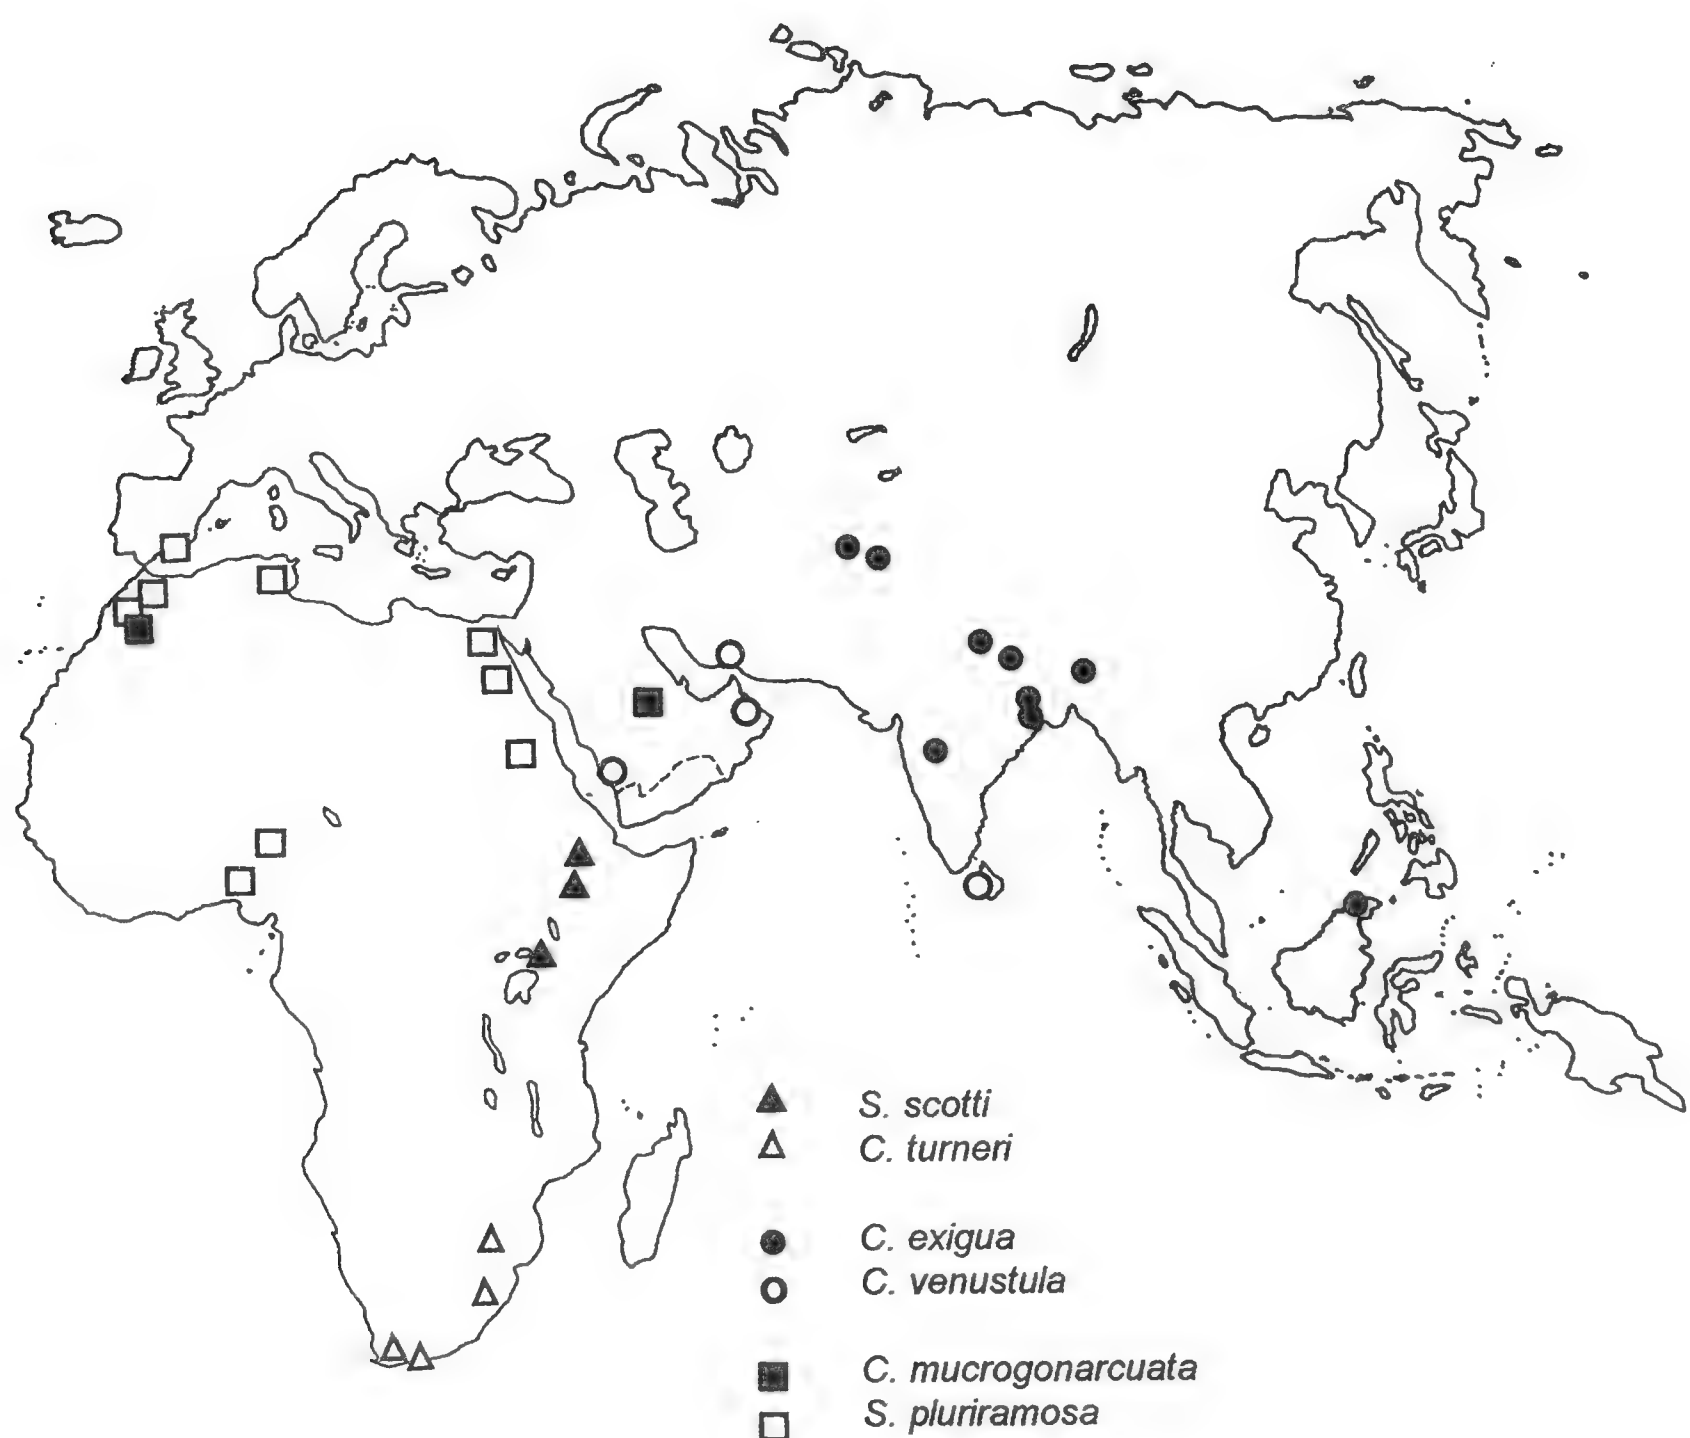 S. scotti
C. turneri
C. exigua
C. venustula
C. mucrogonarcuata
S. pluriramosa